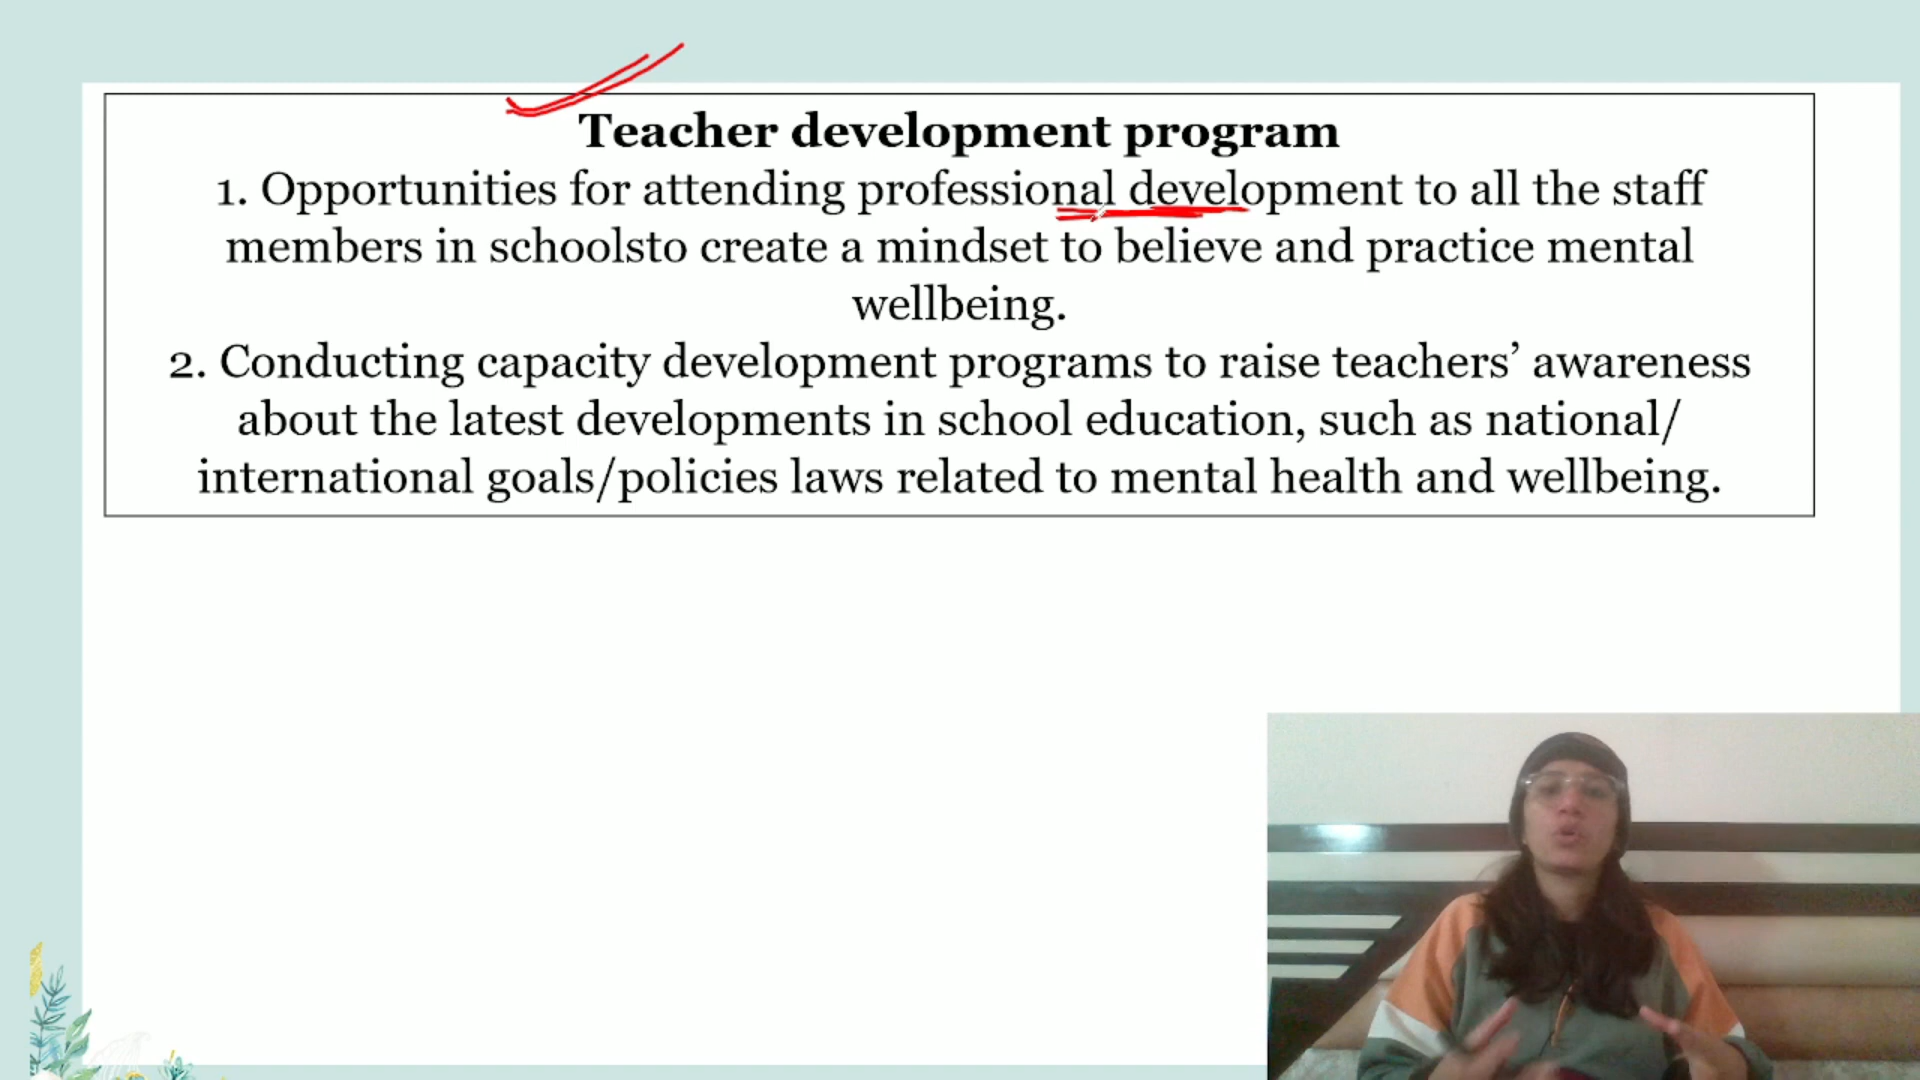 Teacher development program
1. Opportunities for attending professional development to all the staff
members in schoolsto create a mindset to believe and practice mental
wellbeing.
2. Conducting capacity development programs to raise teachers’ awareness
about the latest developments in school education, such as national/
international goals/policies laws related to mental health and wellbeing.